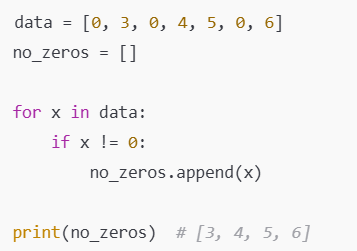 data = [0, 3, 0, 4, 5, 0, 6]
no_zeros = []

for x in data:
    if x != 0:
        no_zeros.append(x)

print(no_zeros)  # [3, 4, 5, 6]